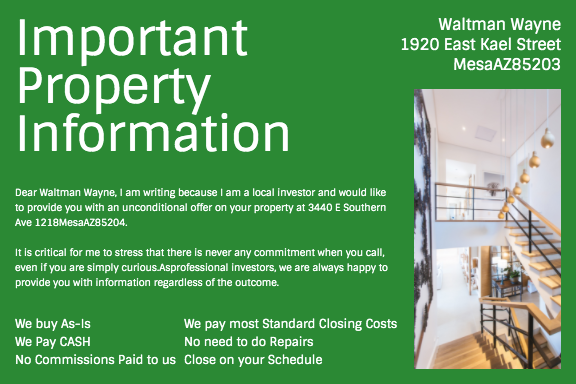 Important
Property
Information
Waltman Wayne
1920 East Kael Street
MesaAZ85203
Dear Waltman Wayne, I am writing because I am a local investor and would like
to provide you with an unconditional offer on your property at 3440 E Southern
Ave 1218MesaAZ85204.
It is critical for me to stress that there is never any commitment when you call,
even if you are simply curious.Asprofessional investors, we are always happy to
provide you with information regardless of the outcome.
We buy As-Is
We Pay CASH
No Commissions Paid to us
We pay most Standard Closing Costs
No need to do Repairs
Close on your Schedule